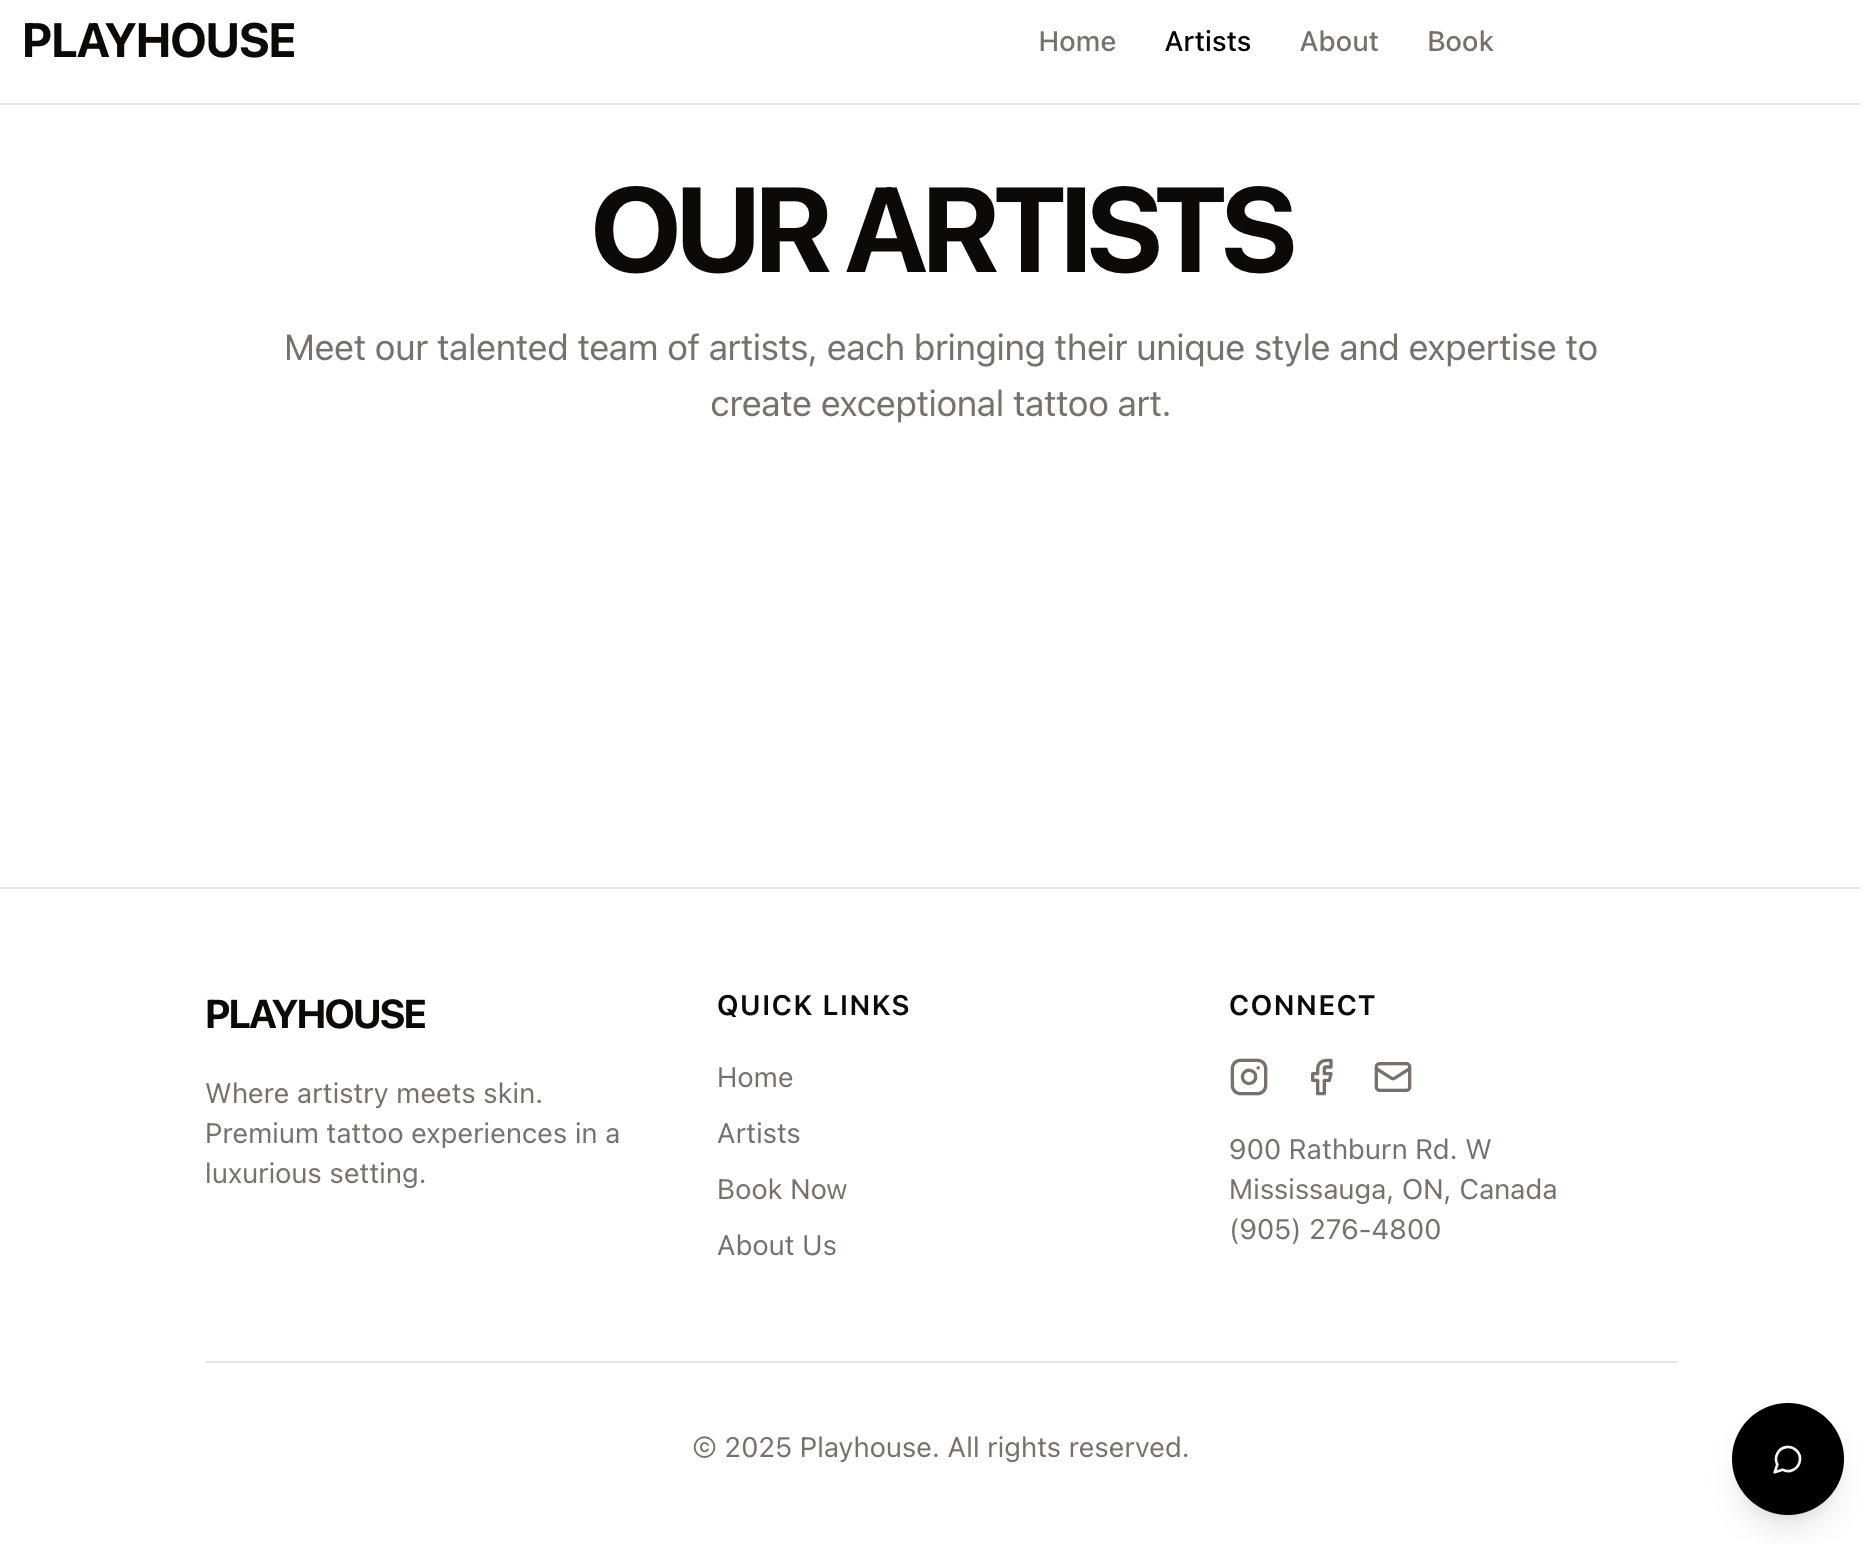 PLAYHOUSE
Home Artists About Book
OUR ARTISTS
Meet our talented team of artists, each bringing their unique style and expertise to
create exceptional tattoo art.
PLAYHOUSE
Where artistry meets skin.
Premium tattoo experiences in a
luxurious setting.
QUICK LINKS
Home
Artists
Book Now
About Us
CONNECT
900 Rathburn Rd. W
Mississauga, ON, Canada
(905) 276-4800
© 2025 Playhouse. All rights reserved.